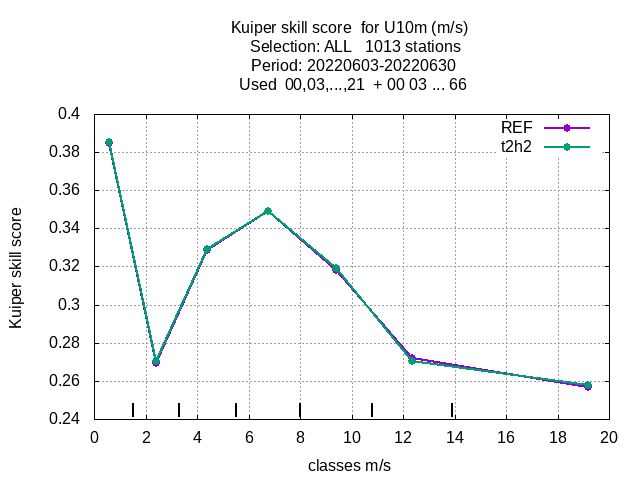 Kuiper skill score  for U10m (m/s)
Selection: ALL   1013 stations
Period: 20220603-20220630
Used  00,03,...,21  + 00 03 ... 66
REF
t2h2
0.4
0.38
0.36
0.34
0.32
0.3
0.28
0.26
0.24
Kuiper skill score
0 2 4 6 8 10 12 14 16 18 20
classes m/s